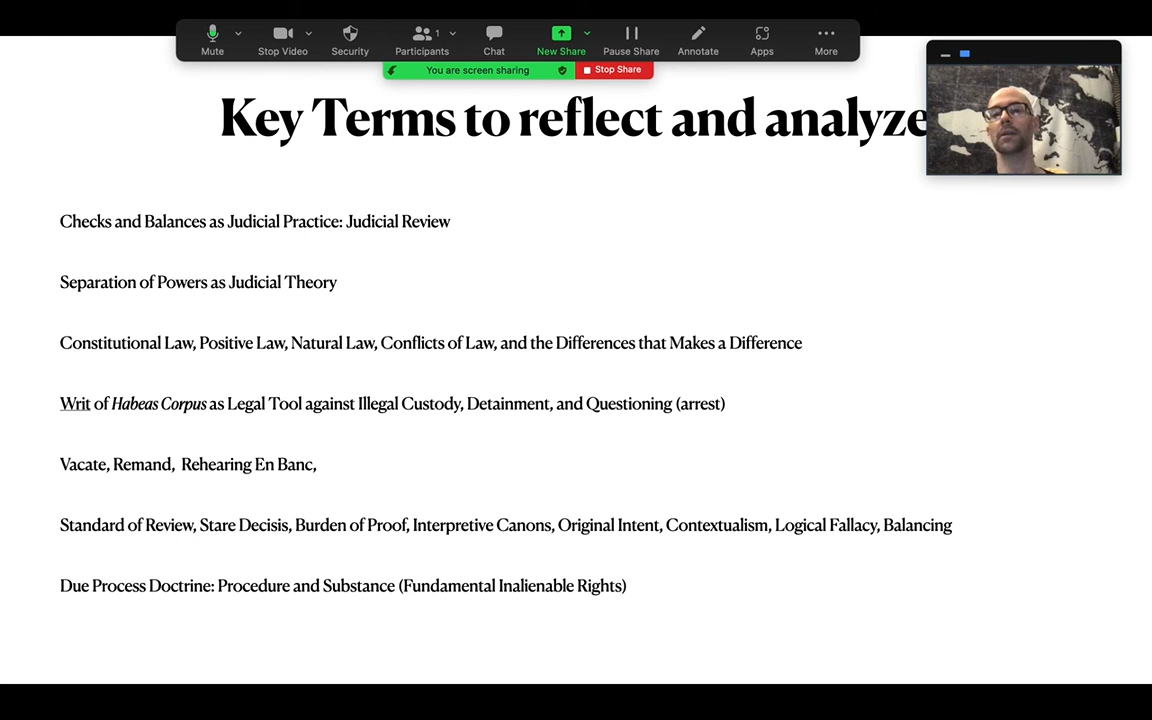 Mute
Stop Video
Security
Participants
1
Chat
New Share
Pause Share
Annotate
Apps
More
You are screen sharing
Stop Share
Key Terms to reflect and analyze
Checks and Balances as Judicial Practice: Judicial Review
Separation of Powers as Judicial Theory
Constitutional Law, Positive Law, Natural Law, Conflicts of Law, and the Differences that Makes a Difference
Writ of Habeas Corpus as Legal Tool against Illegal Custody, Detainment, and Questioning (arrest)
Vacate, Remand, Rehearing En Banc,
Standard of Review, Stare Decisis, Burden of Proof, Interpretive Canons, Original Intent, Contextualism, Logical Fallacy, Balancing
Due Process Doctrine: Procedure and Substance (Fundamental Inalienable Rights)